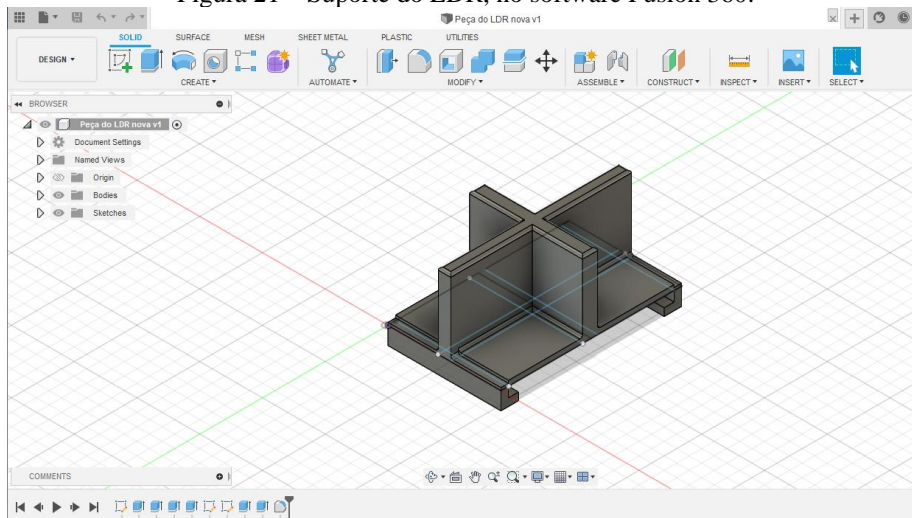 Figura 21 – Suporte do LDR, no software Fusion 360.
Peça do LDR nova v1
SOLID SURFACE MESH SHEET METAL PLASTIC UTILITIES
DESIGN
CREATE AUTOMATE MODIFY ASSEMBLE CONSTRUCT INSPECT INSERT SELECT
BROWSER
Peça do LDR nova v1
Document Settings
Named Views
Origin
Bodies
Sketches
COMMENTS